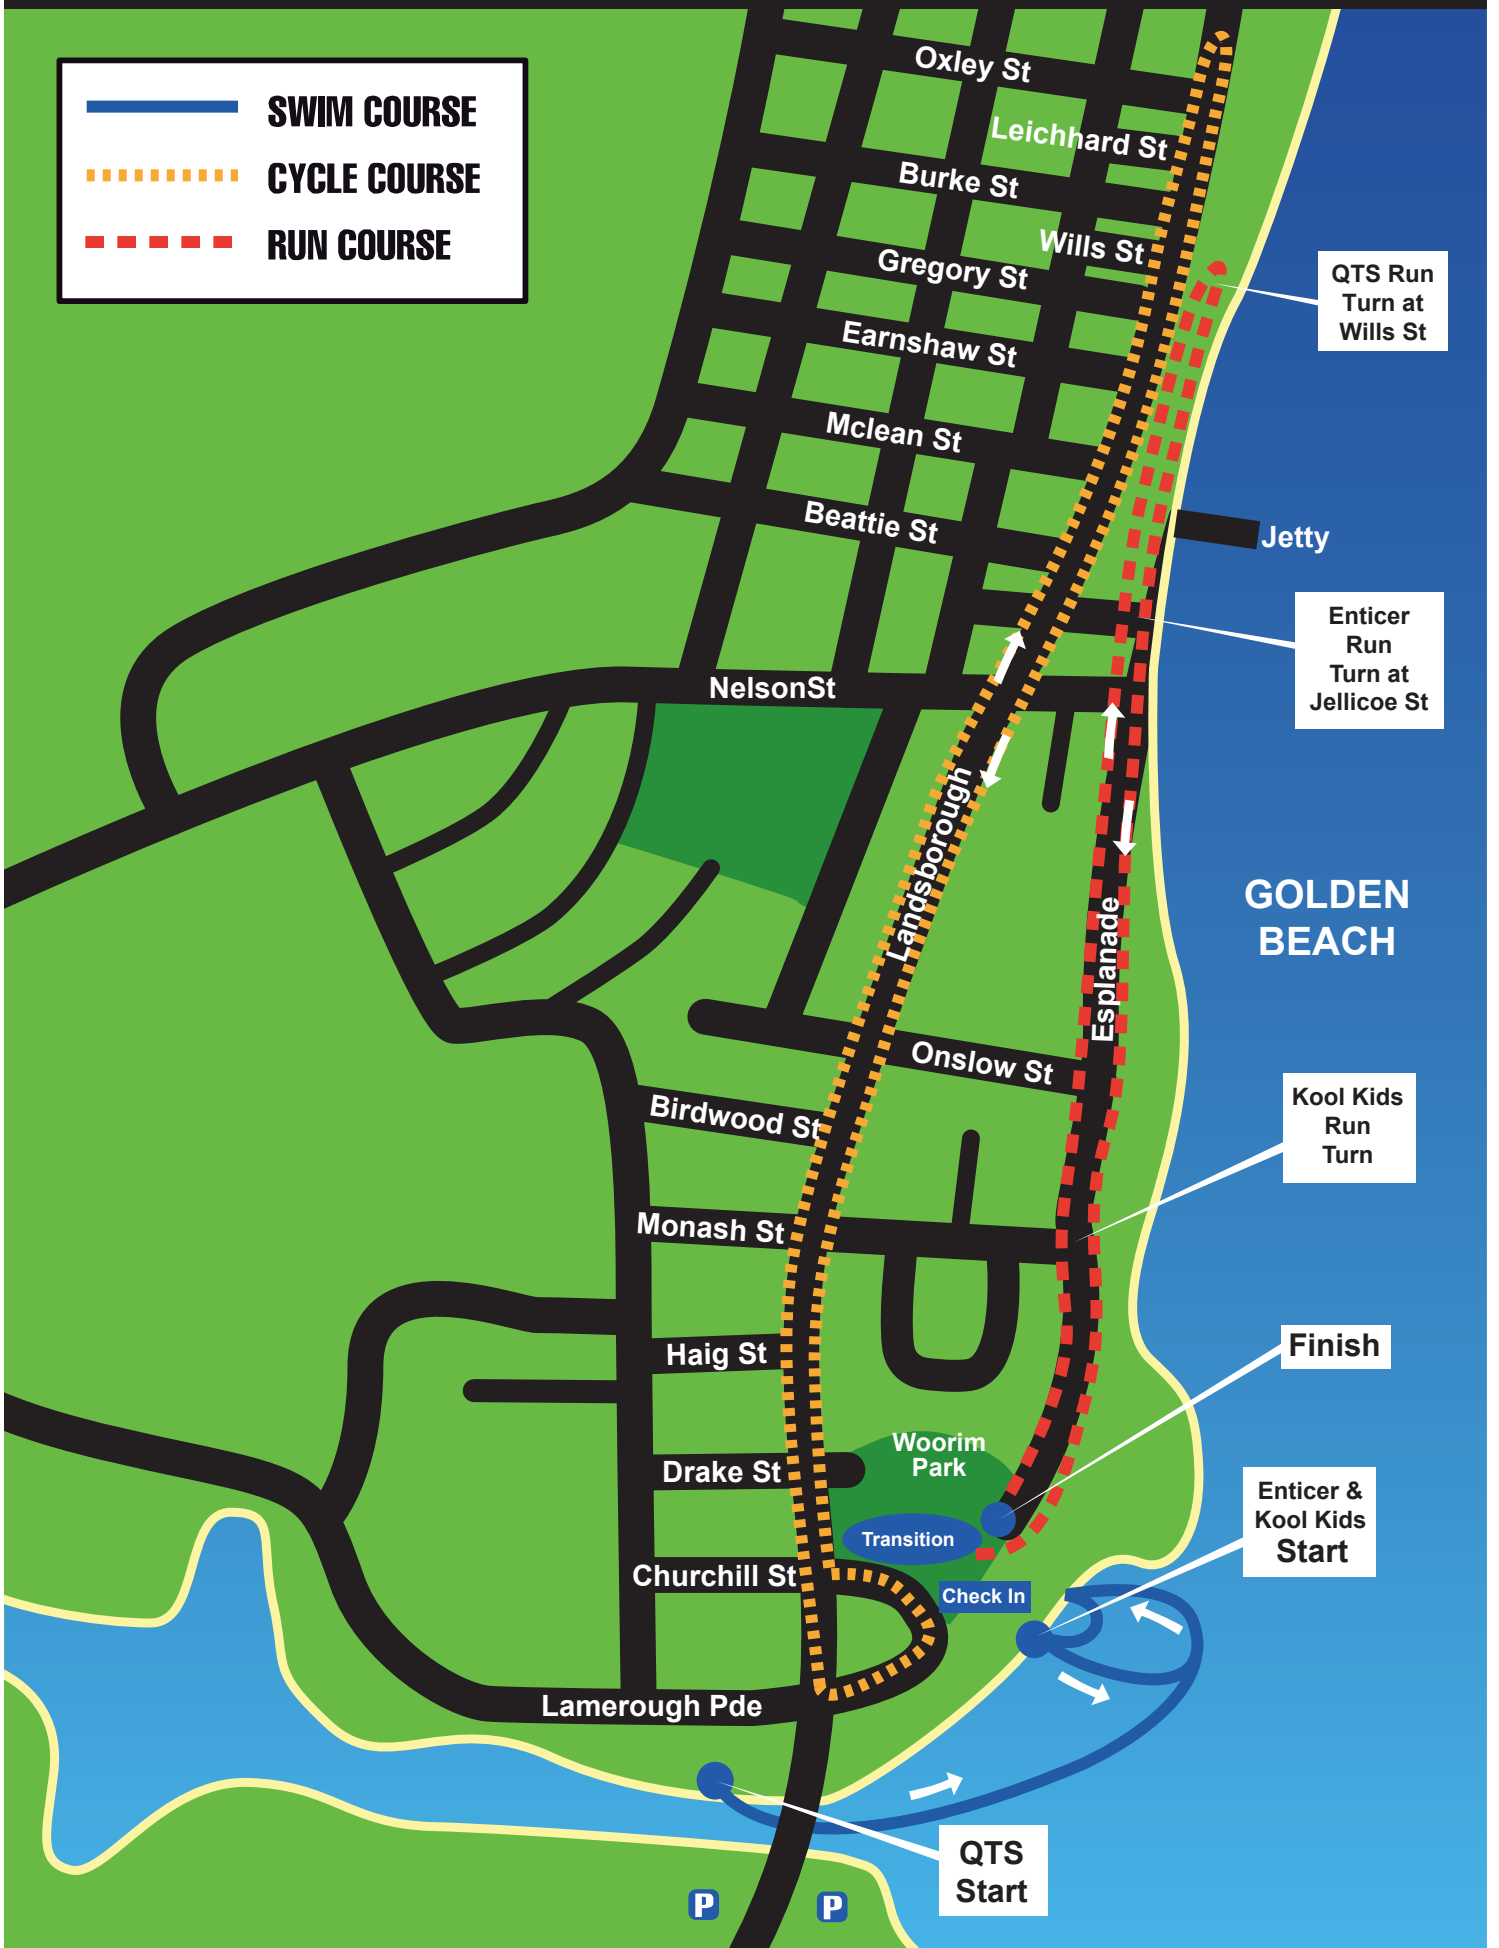 SWIM COURSE
CYCLE COURSE
RUN COURSE
Oxley St
Leichhard St
Burke St
Wills St
Gregory St
QTS Run
Turn at
Wills St
Earnshaw St
Mclean St
Beattie St
Jetty
Enticer
Run
Turn at
Jellicoe St
NelsonSt
Landsborough
Esplanade
GOLDEN
BEACH
Onslow St
Birdwood St
Kool Kids
Run
Turn
Monash St
Finish
Haig St
Woorim
Park
Drake St
Enticer &
Kool Kids
Start
Transition
Churchill St
Check In
Lamerough Pde
QTS
Start
P
P